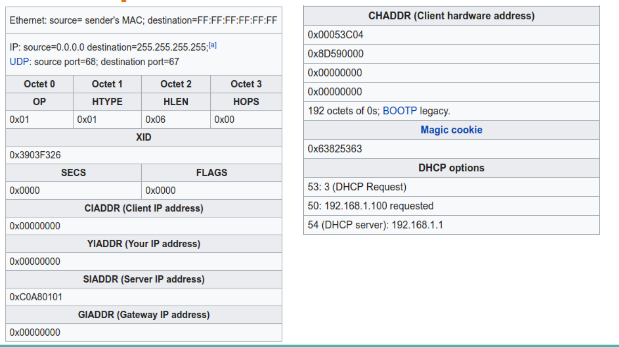 Ethernet: source= sender's MAC; destination=FF:FF:FF:FF:FF:FF
IP: source=0.0.0.0 destination=255.255.255.255;[a]
UDP: source port=68; destination port=67
Octet 0 Octet 1 Octet 2 Octet 3
OP HTYPE HLEN HOPS
0x01 0x01 0x06 0x00
XID
0x3903F326
SECS FLAGS
0x0000 0x0000
CIADDR (Client IP address)
0x00000000
YIADDR (Your IP address)
0x00000000
SIADDR (Server IP address)
0xC0A80101
GIADDR (Gateway IP address)
0x00000000
CHADDR (Client hardware address)
0x00053C04
0x8D590000
0x00000000
0x00000000
192 octets of 0s; BOOTP legacy.
Magic cookie
0x63825363
DHCP options
53: 3 (DHCP Request)
50: 192.168.1.100 requested
54 (DHCP server): 192.168.1.1